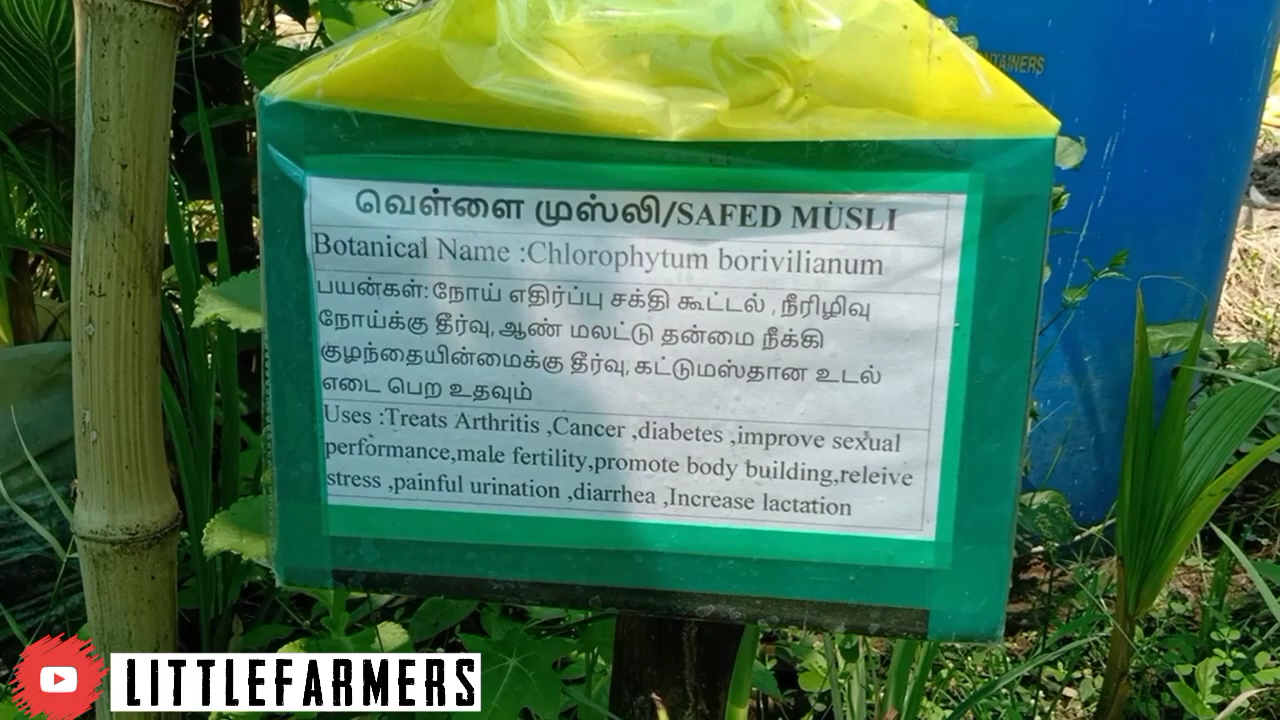 NTAINERS
வெள்ளை முஸ்லி/SAFED MUSLI
Botanical Name :Chlorophytum borivilianum
பயன்கள்: நோய் எதிர்ப்பு சக்தி கூட்டல் , நீரிழிவு
நோய்க்கு தீர்வு, ஆண் மலட்டு தன்மை நீக்கி
குழந்தையின்மைக்கு தீர்வு, கட்டுமஸ்தான உடல்
எடை பெற உதவும்
Uses :Treats Arthritis ,Cancer ,diabetes ,improve sexual
performance,male fertility,promote body building,releive
stress ,painful urination ,diarrhea ,Increase lactation
LITTLEFARMERS